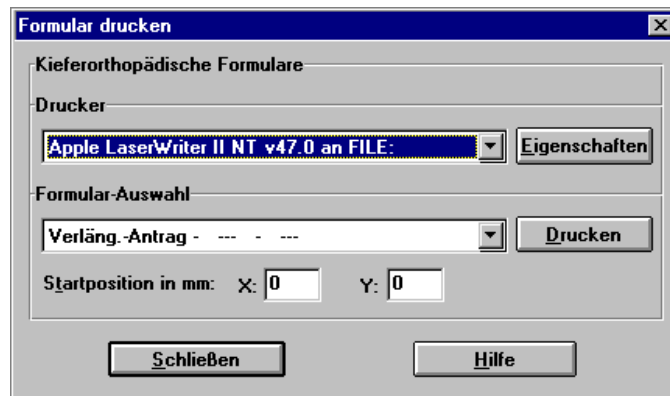 Formular drucken
Kieferorthopädische Formulare
Drucker
Apple LaserWriter II NT v47.0 an FILE:
Eigenschaften
Formular-Auswahl
Verläng.-Antrag - --- - ---
Drucken
Startposition in mm: X: 0 Y: 0
Schließen Hilfe